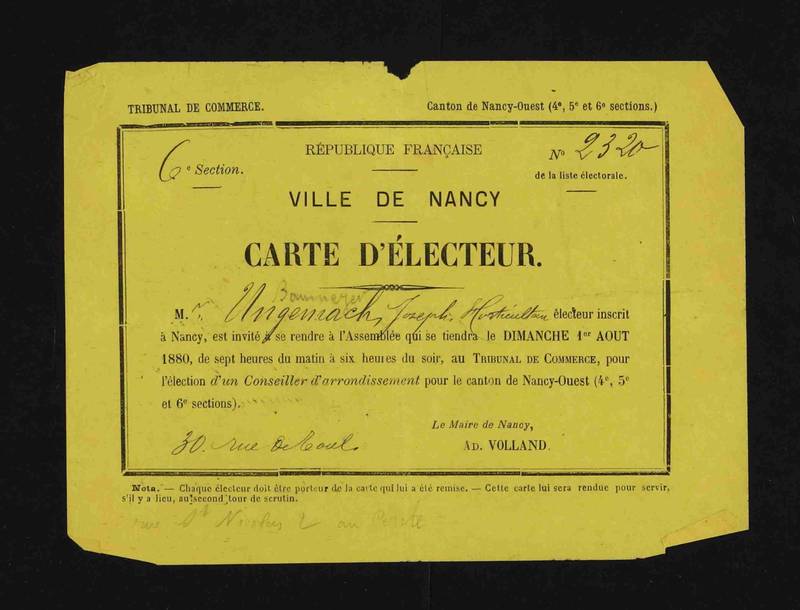 TRIBUNAL DE COMMERCE. Canton de Nancy-Ouest (4e, 5e et 6e sections.)
6e Section. RÉPUBLIQUE FRANÇAISE No 2320
de la liste électorale.
VILLE DE NANCY
CARTE D'ÉLECTEUR.
M. Ungemach, Joseph, Horticulteur électeur inscrit
à Nancy, est invité à se rendre à l'Assemblée qui se tiendra le DIMANCHE 1er AOUT
1880, de sept heures du matin à six heures du soir, au TRIBUNAL DE COMMERCE, pour
l'élection d'un Conseiller d'arrondissement pour le canton de Nancy-Ouest (4e, 5e
et 6e sections).
Le Maire de Nancy,
30. rue de Toul. AD. VOLLAND.
Nota. — Chaque électeur doit être porteur de la carte qui lui a été remise. — Cette carte lui sera rendue pour servir,
s'il y a lieu, au second tour de scrutin.
rue St Nicolas 2 au